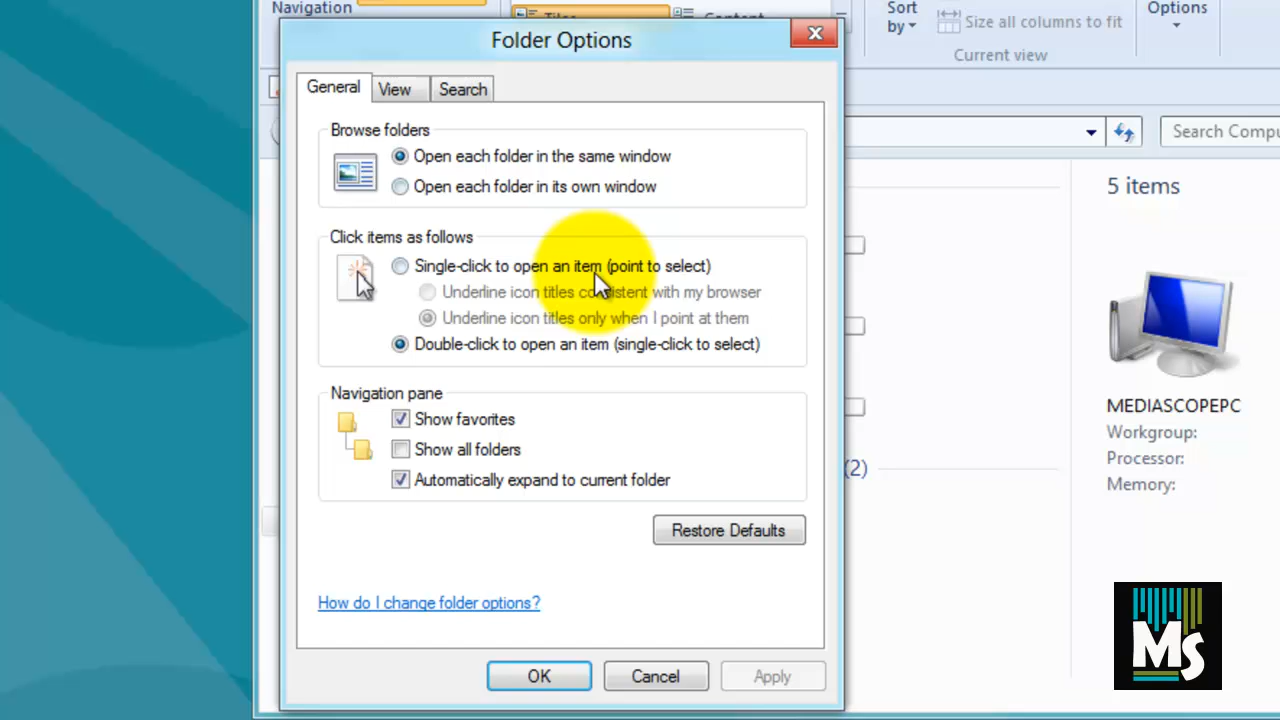 Navigation
Sort
by
Size all columns to fit
Current view
Options
Folder Options
General
View
Search
Search Compu
Browse folders
Open each folder in the same window
Open each folder in its own window
5 items
Click items as follows
Single-click to open an item (point to select)
Underline icon titles consistent with my browser
Underline icon titles only when I point at them
Double-click to open an item (single-click to select)
Navigation pane
Show favorites
Show all folders
Automatically expand to current folder
MEDIASCOPEPC
Workgroup:
Processor:
Memory:
(2)
Restore Defaults
How do I change folder options?
OK
Cancel
Apply
MS